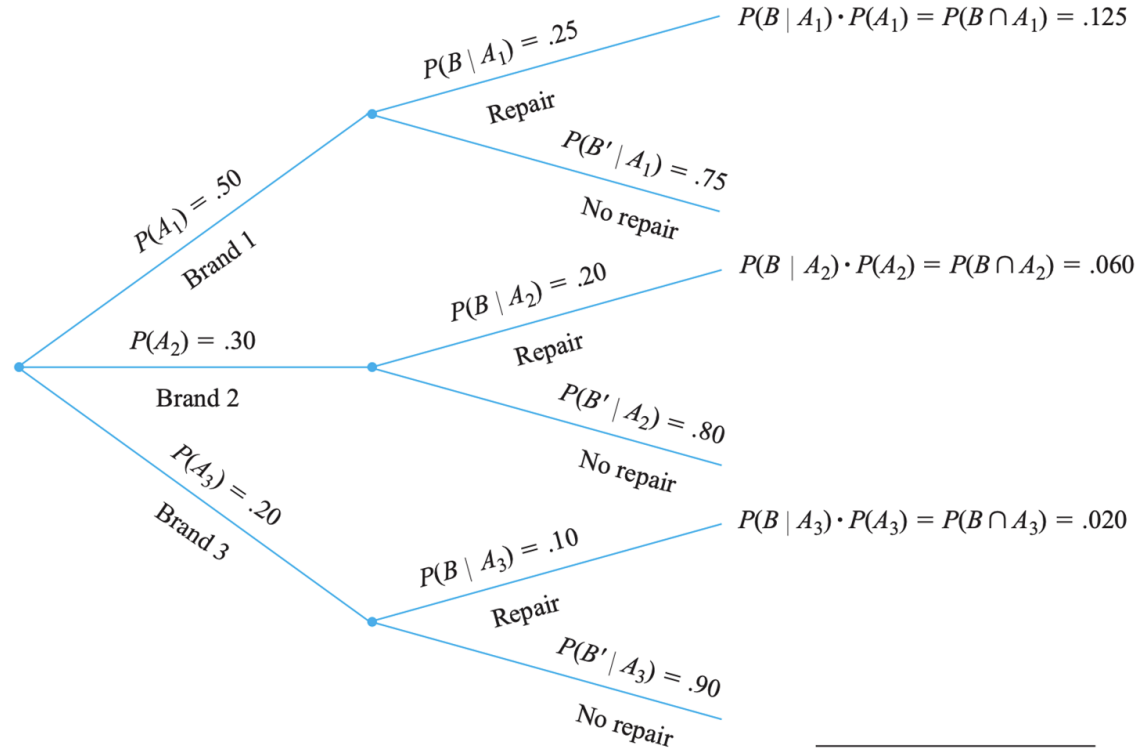 P(B | A₁) · P(A₁) = P(B ∩ A₁) = .125
P(B | A₁) = .25
Repair
P(B′ | A₁) = .75
No repair
P(A₁) = .50
Brand 1
P(B | A₂) · P(A₂) = P(B ∩ A₂) = .060
P(B | A₂) = .20
Repair
P(A₂) = .30
Brand 2
P(B′ | A₂) = .80
No repair
P(A₃) = .20
Brand 3
P(B | A₃) · P(A₃) = P(B ∩ A₃) = .020
P(B | A₃) = .10
Repair
P(B′ | A₃) = .90
No repair